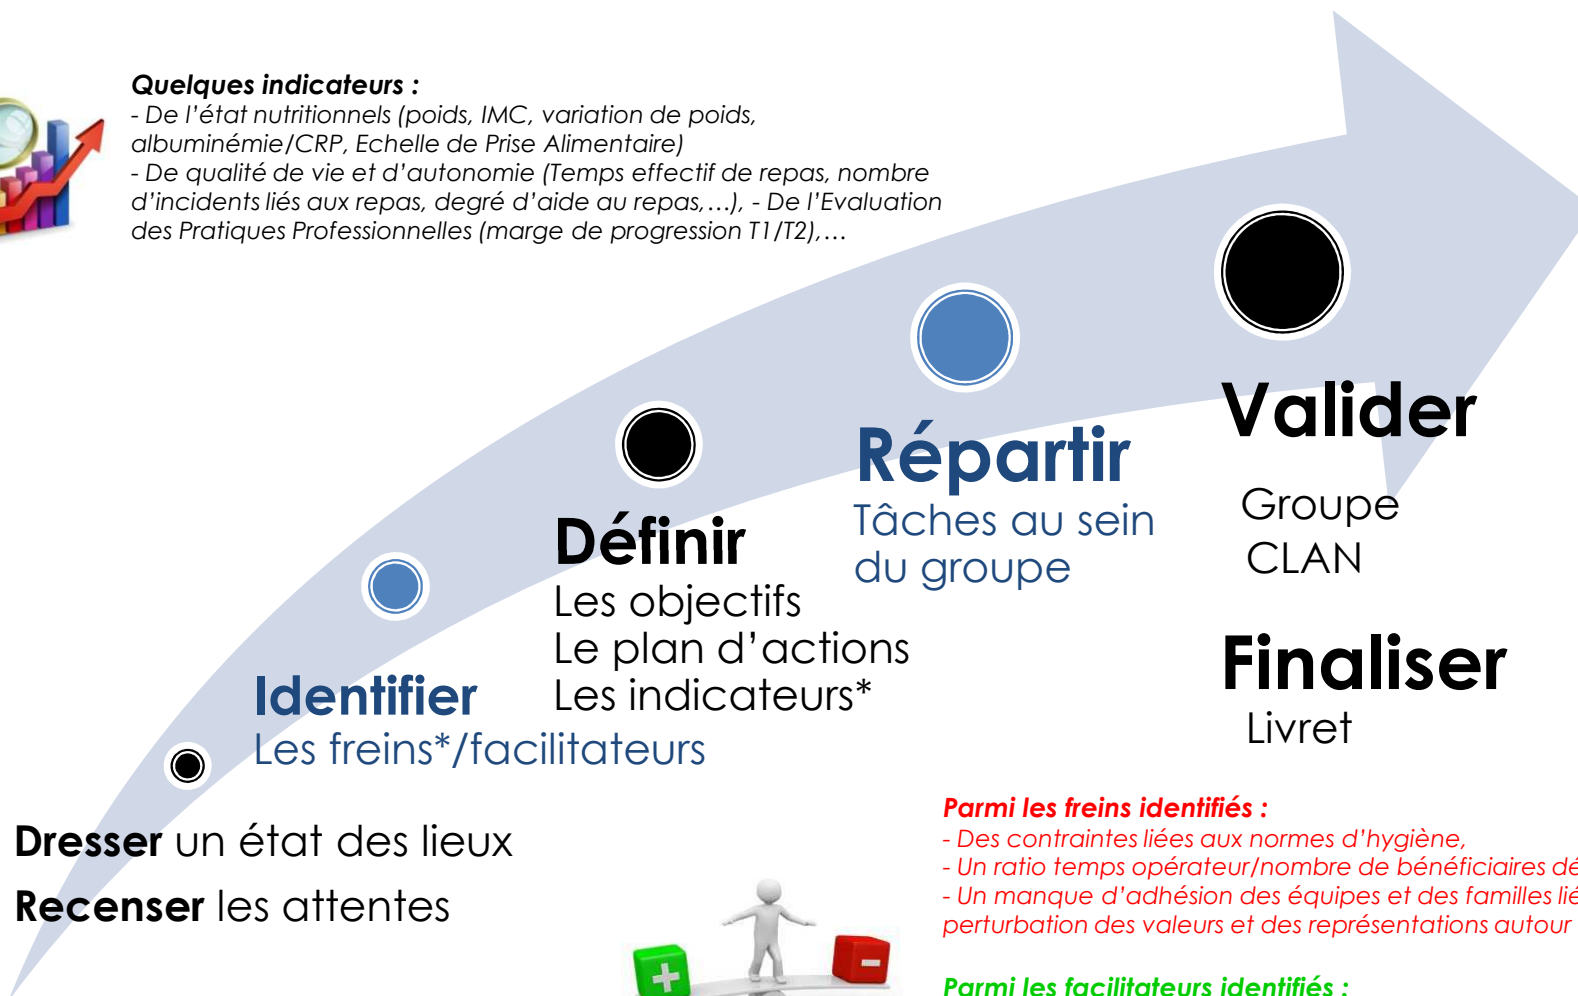 Quelques indicateurs :
- De l'état nutritionnels (poids, IMC, variation de poids,
albuminémie/CRP, Echelle de Prise Alimentaire)
- De qualité de vie et d'autonomie (Temps effectif de repas, nombre
d'incidents liés aux repas, degré d'aide au repas,…), - De l'Evaluation
des Pratiques Professionnelles (marge de progression T1/T2),…
Valider
Groupe
CLAN
Répartir
Tâches au sein
du groupe
Définir
Les objectifs
Le plan d'actions
Les indicateurs*
Finaliser
Livret
Identifier
Les freins*/facilitateurs
Dresser un état des lieux
Recenser les attentes
Parmi les freins identifiés :
- Des contraintes liées aux normes d'hygiène,
- Un ratio temps opérateur/nombre de bénéficiaires
- Un manque d'adhésion des équipes et des familles
perturbation des valeurs et des représentations autour
Parmi les facilitateurs identifiés :